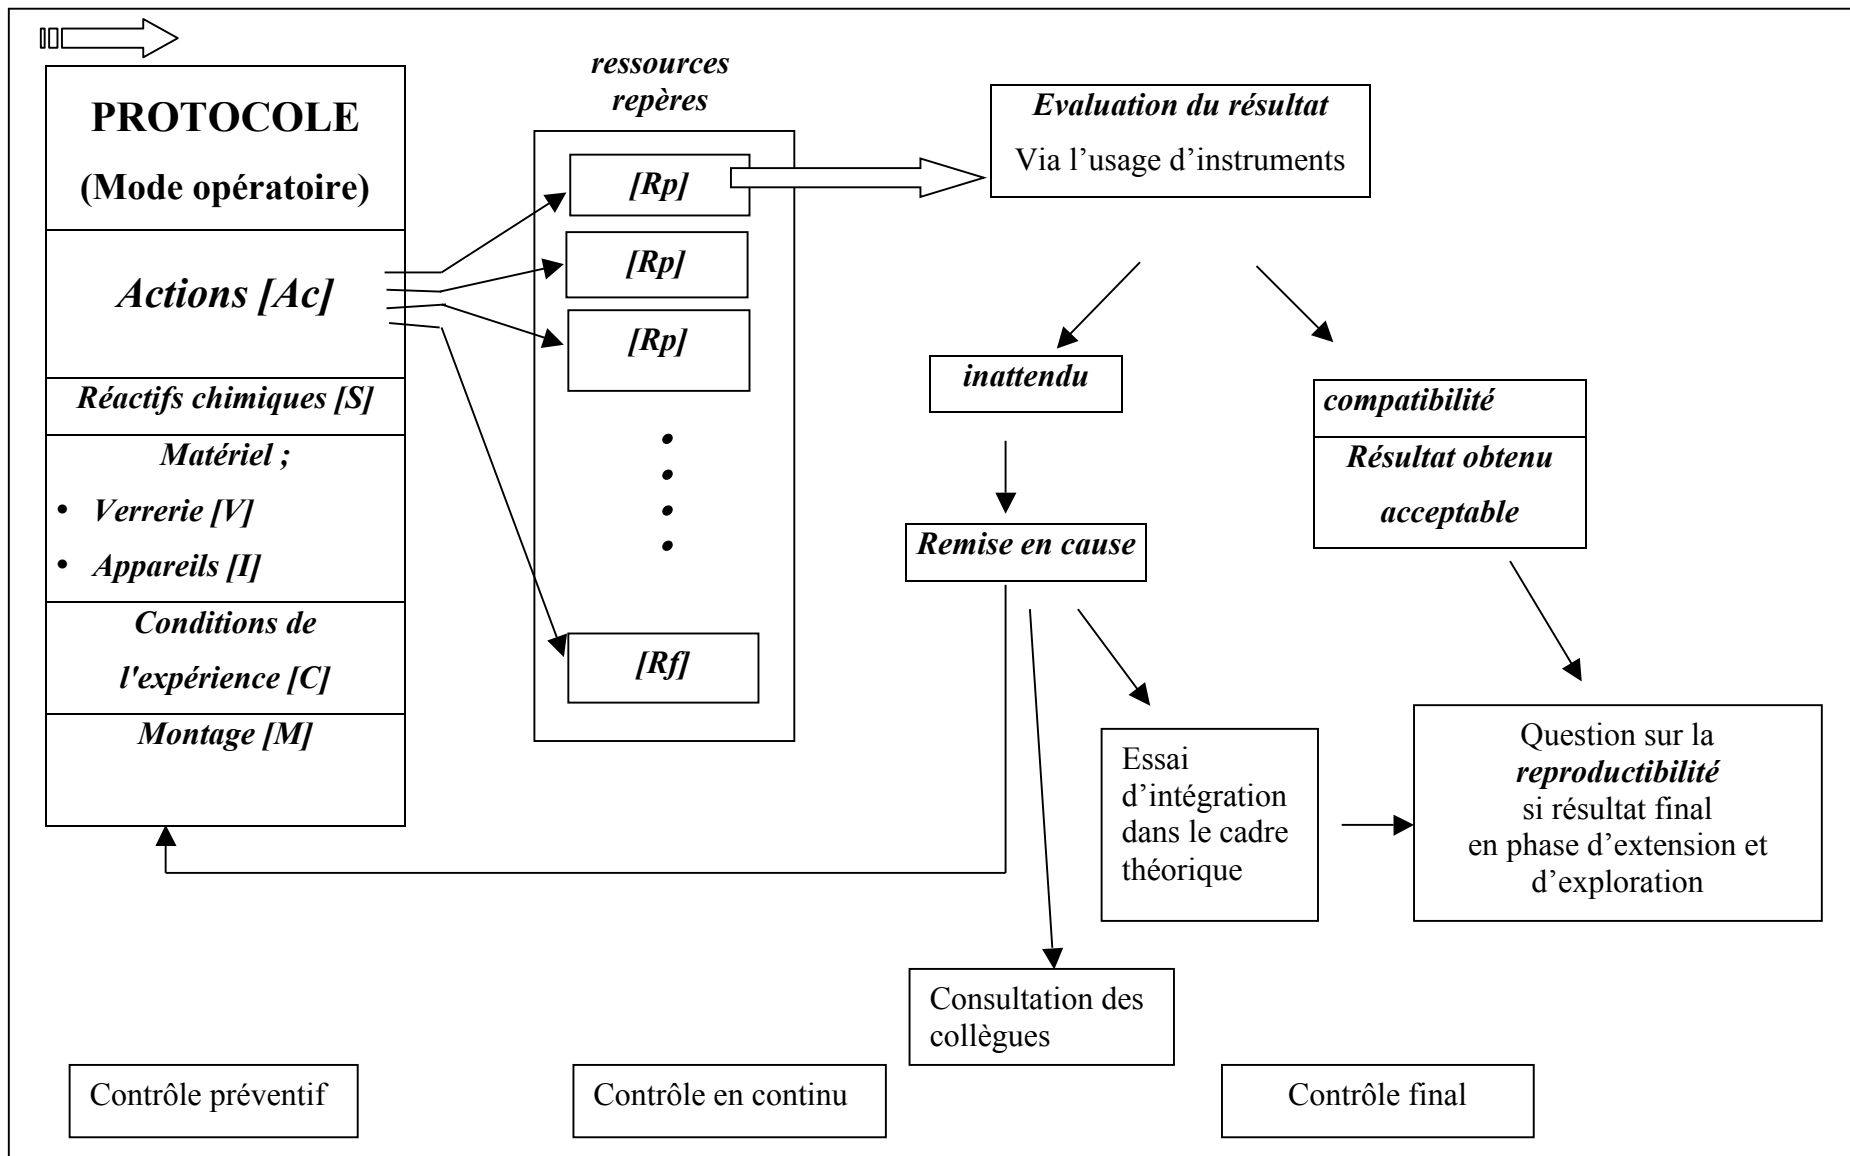 PROTOCOLE
(Mode opératoire)
Actions [Ac]
Réactifs chimiques [S]
Matériel ;
• Verrerie [V]
• Appareils [I]
Conditions de
l'expérience [C]
Montage [M]
ressources
repères
[Rp]
[Rp]
[Rp]
[Rf]
Evaluation du résultat
Via l’usage d’instruments
inattendu
Remise en cause
compatibilité
Résultat obtenu
acceptable
Essai
d’intégration
dans le cadre
théorique
Question sur la
reproductibilité
si résultat final
en phase d’extension et
d’exploration
Consultation des
collègues
Contrôle préventif
Contrôle en continu
Contrôle final